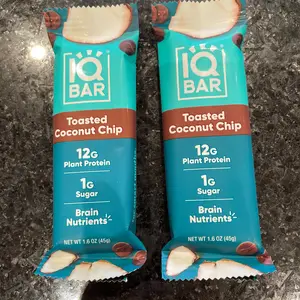 IQ
BAR
Toasted
Coconut Chip
12G
Plant Protein
1G
Sugar
Brain
Nutrients
NET WT 1.6 OZ (45g)
IQ
BAR
Toasted
Coconut Chip
12G
Plant Protein
1G
Sugar
Brain
Nutrients
NET WT 1.6 OZ (45g)